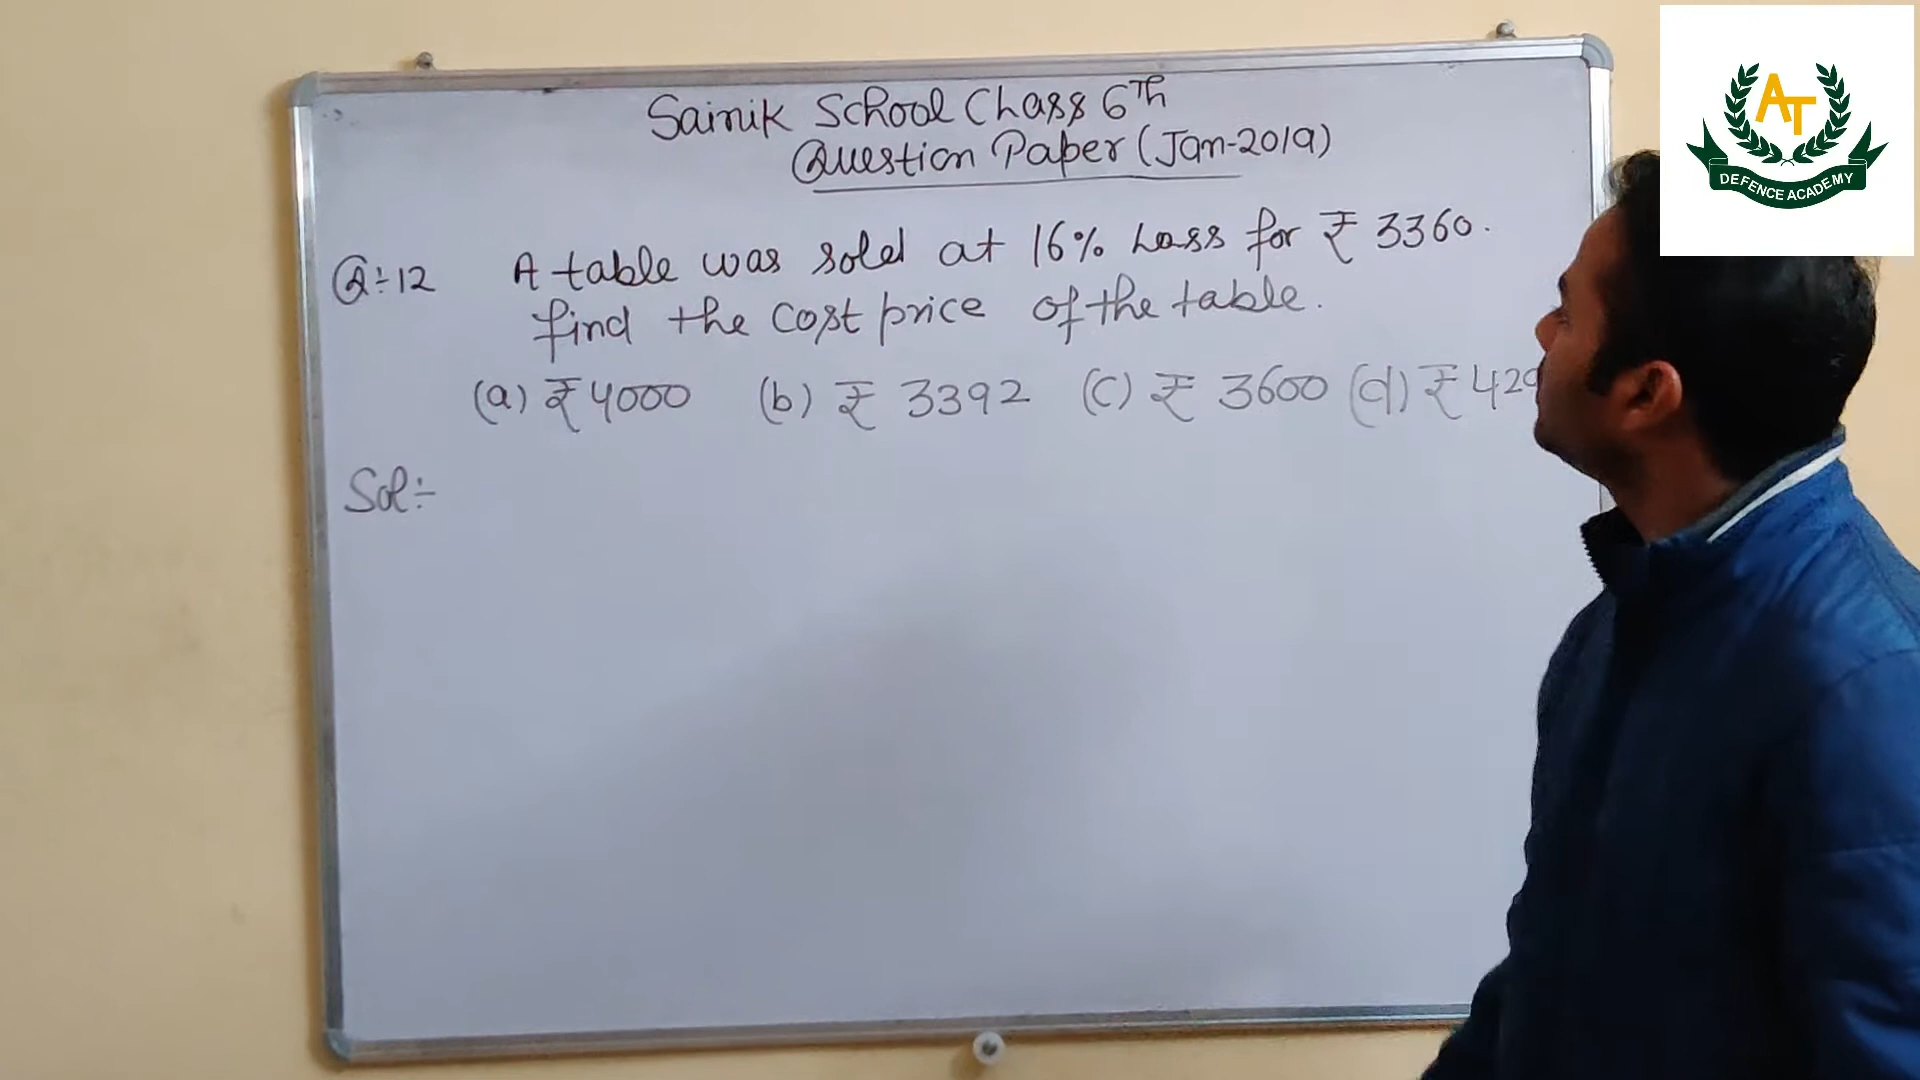 Sainik School Class 6Th
Question Paper (Jan-2019)
Q÷12 A table was sold at 16% Loss for ₹ 3360.
find the Cost price of the table.
(a) ₹ 4000 (b) ₹ 3392 (c) ₹ 3600 (d) ₹
Sol÷
AT
DEFENCE ACADEMY